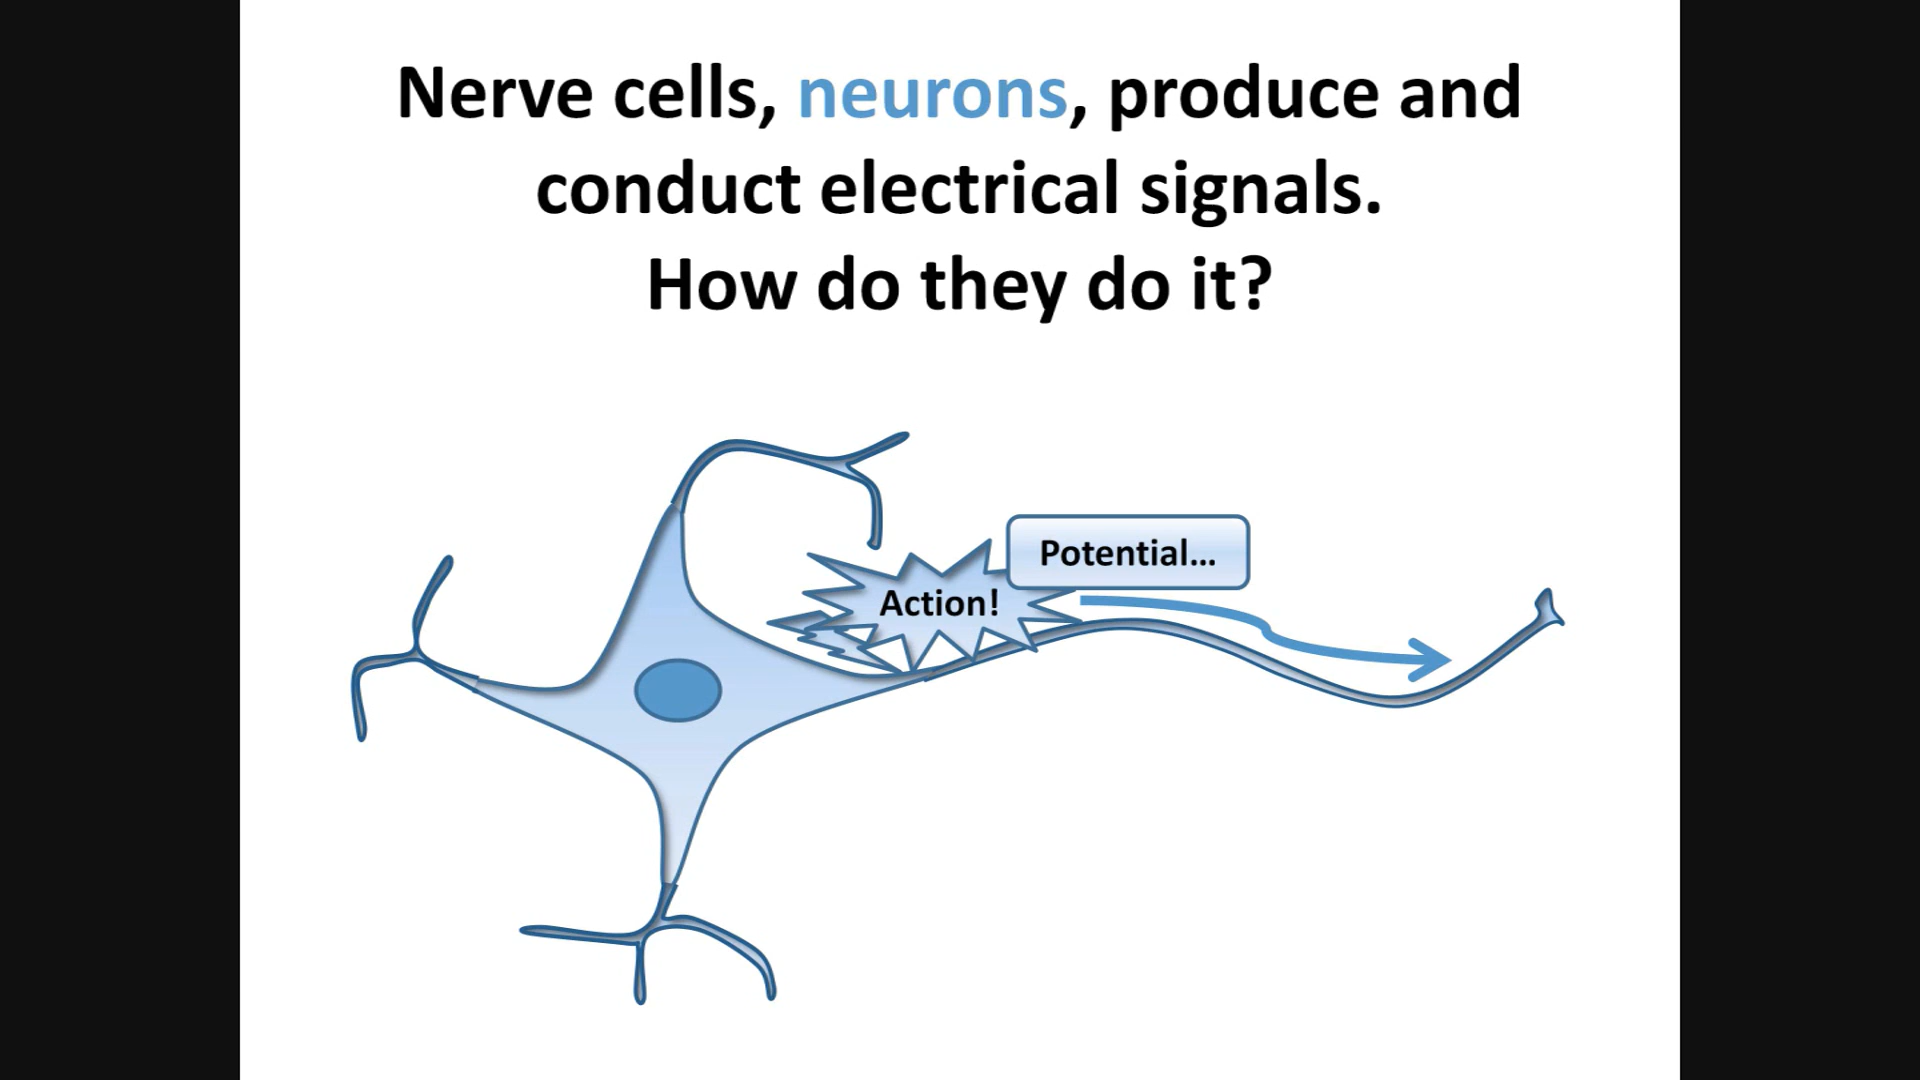 Nerve cells, neurons, produce and
conduct electrical signals.
How do they do it?
Potential...
Action!